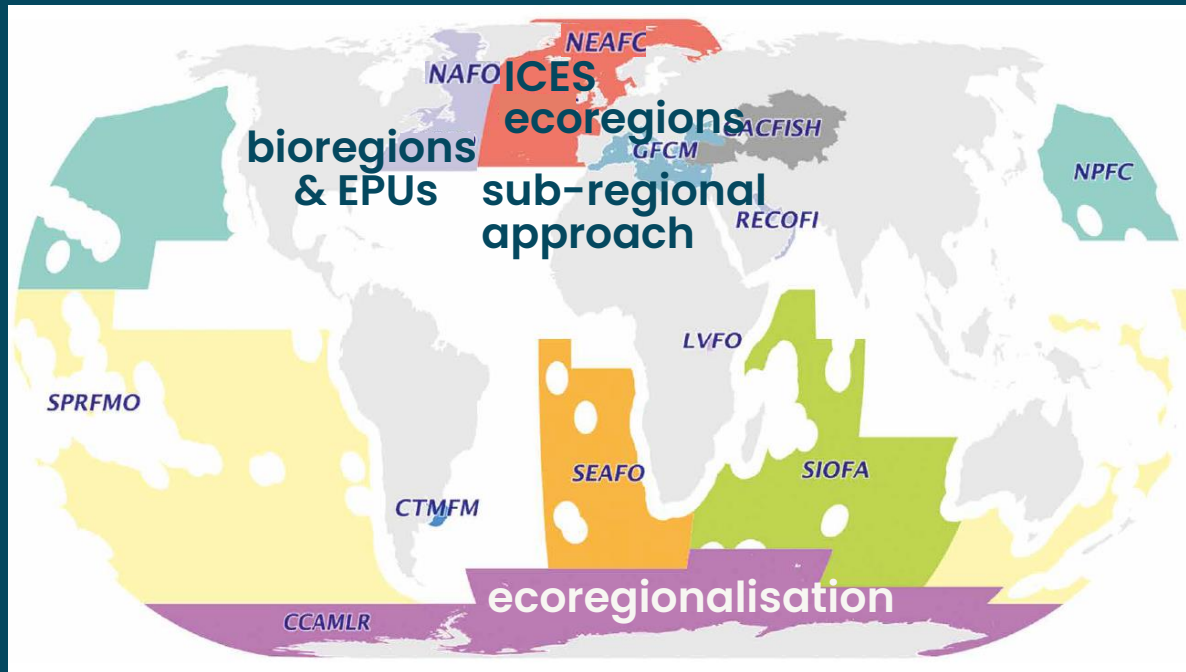 NEAFC
NAFO
ICES
ecoregions
CACFISH
bioregions
& EPUs
GFCM
sub-regional
approach
RECOFI
NPFC
LVFO
SPRFMO
SEAFO
SIOFA
CTMFM
ecoregionalisation
CCAMLR